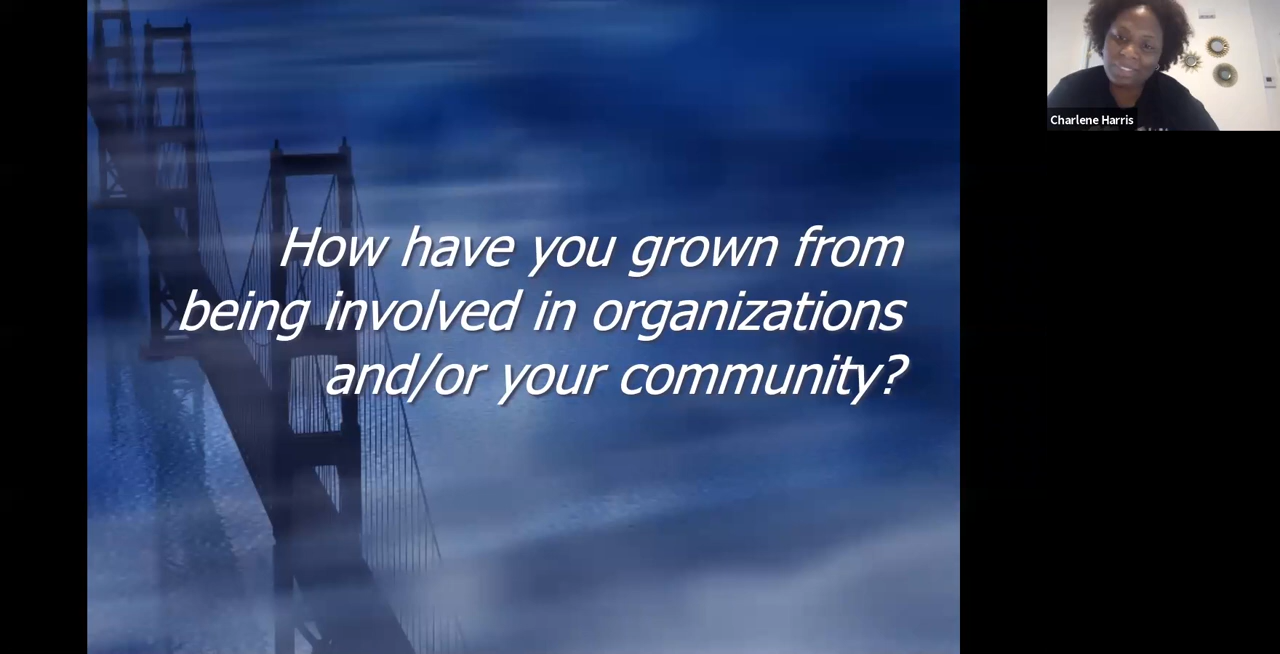 How have you grown from
being involved in organizations
and/or your community?
Charlene Harris